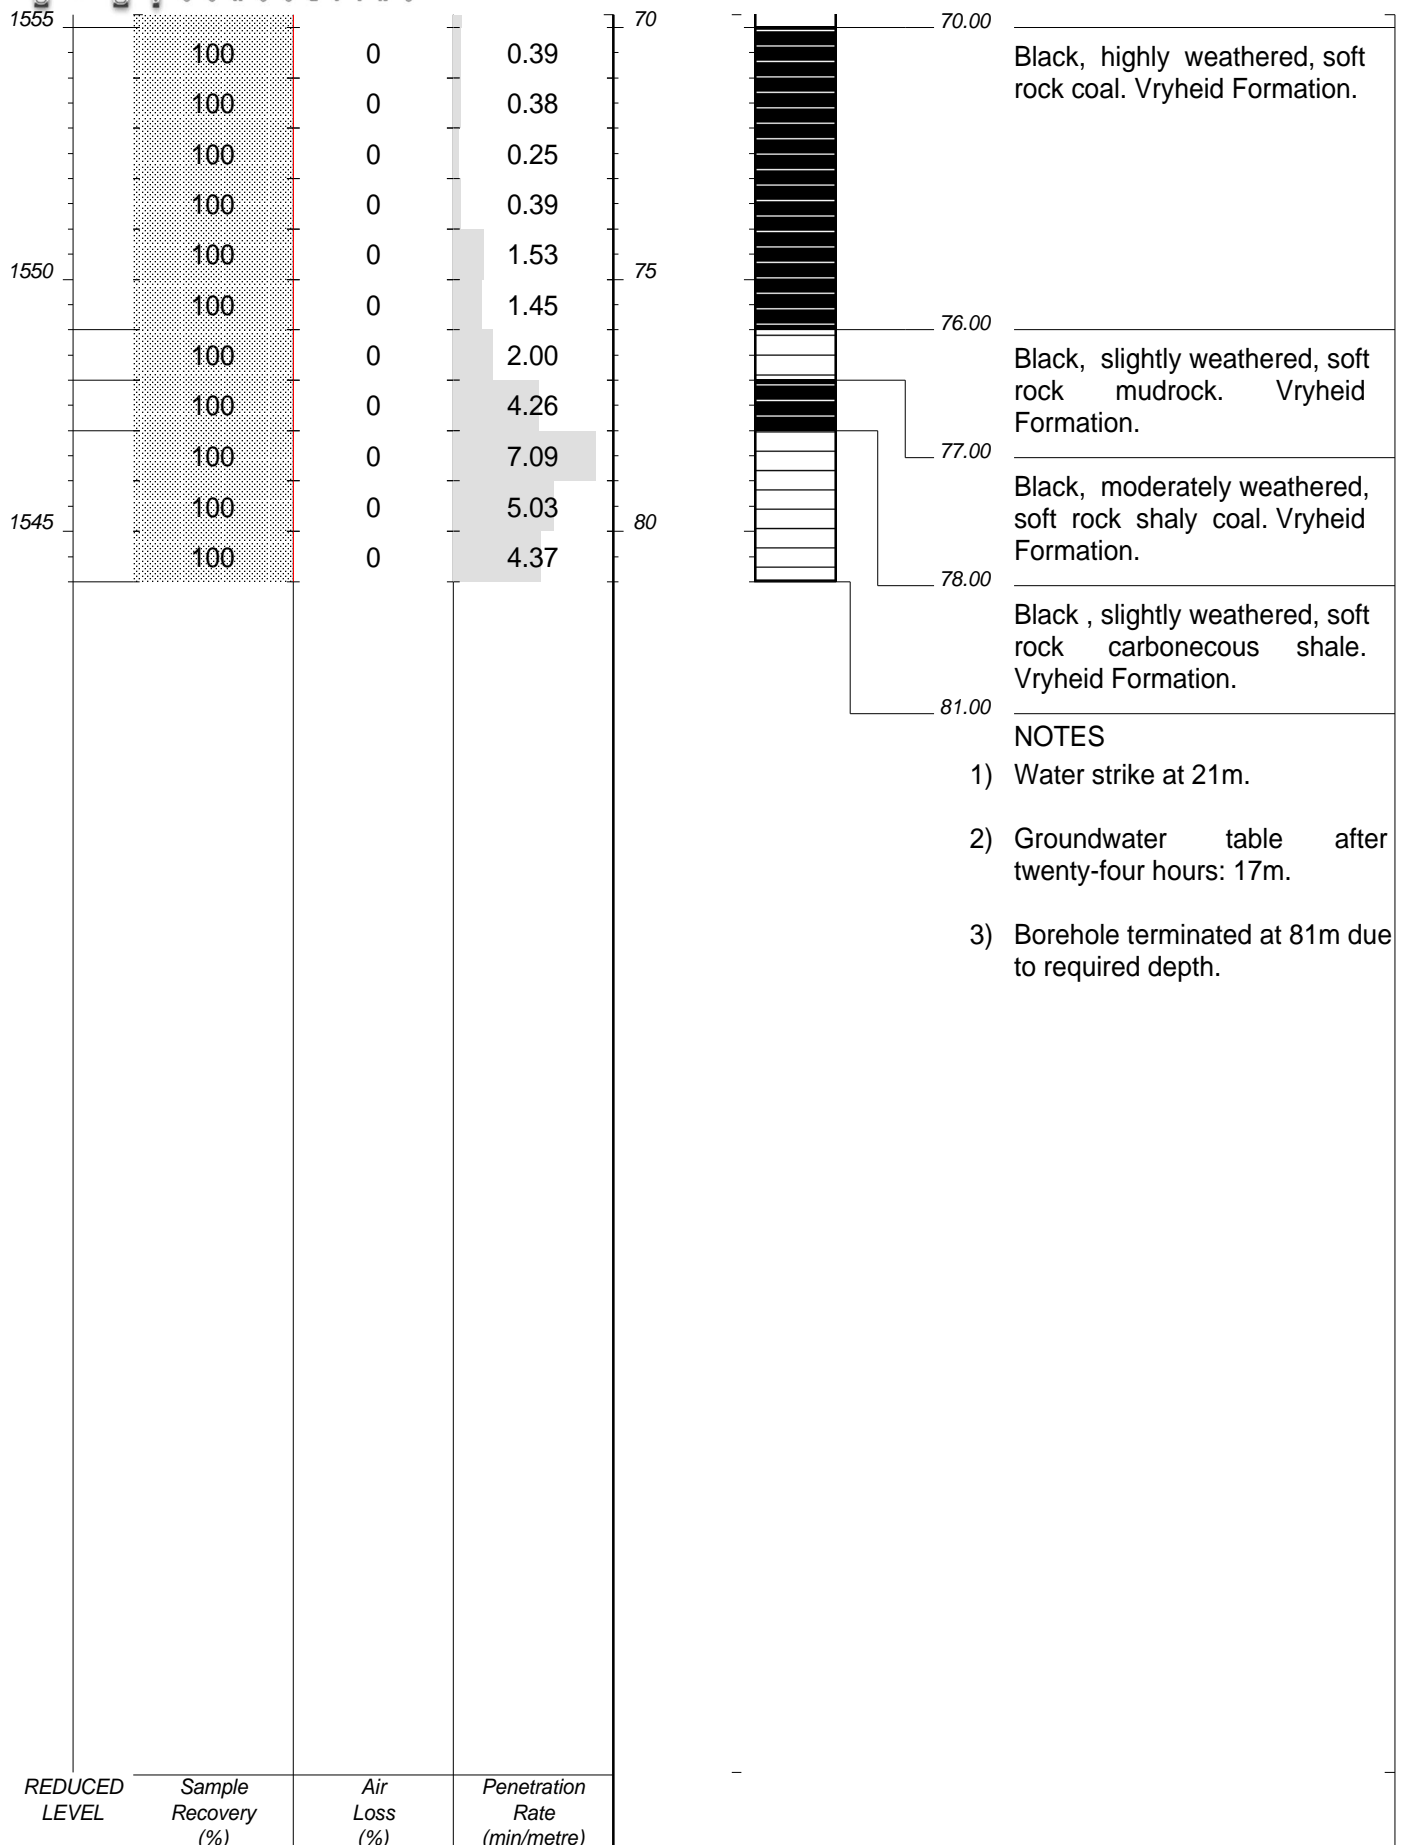 1555 70 70.00
100 0 0.39
Black, highly weathered, soft
rock coal. Vryheid Formation.
100 0 0.38
100 0 0.25
100 0 0.39
100 0 1.53
1550 75
100 0 1.45
76.00
100 0 2.00
Black, slightly weathered, soft
rock mudrock. Vryheid
Formation.
100 0 4.26
77.00
100 0 7.09
Black, moderately weathered,
soft rock shaly coal. Vryheid
Formation.
100 0 5.03
1545 80
100 0 4.37
78.00
Black , slightly weathered, soft
rock carbonecous shale.
Vryheid Formation.
81.00
NOTES
1) Water strike at 21m.
2) Groundwater table after
twenty-four hours: 17m.
3) Borehole terminated at 81m due
to required depth.
REDUCED Sample Air Penetration
LEVEL Recovery Loss Rate
(%) (%) (min/metre)